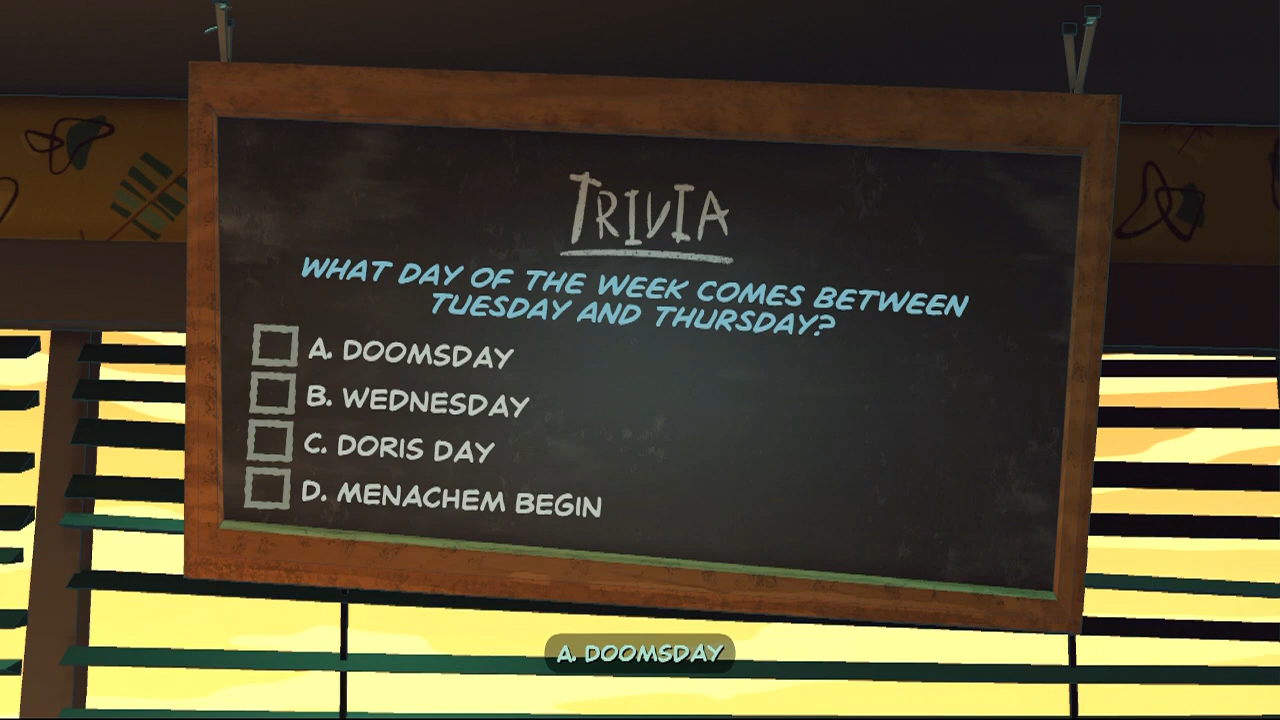 TRIVIA
WHAT DAY OF THE WEEK COMES BETWEEN
TUESDAY AND THURSDAY?
A. DOOMSDAY
B. WEDNESDAY
C. DORIS DAY
D. MENACHEM BEGIN
A. DOOMSDAY